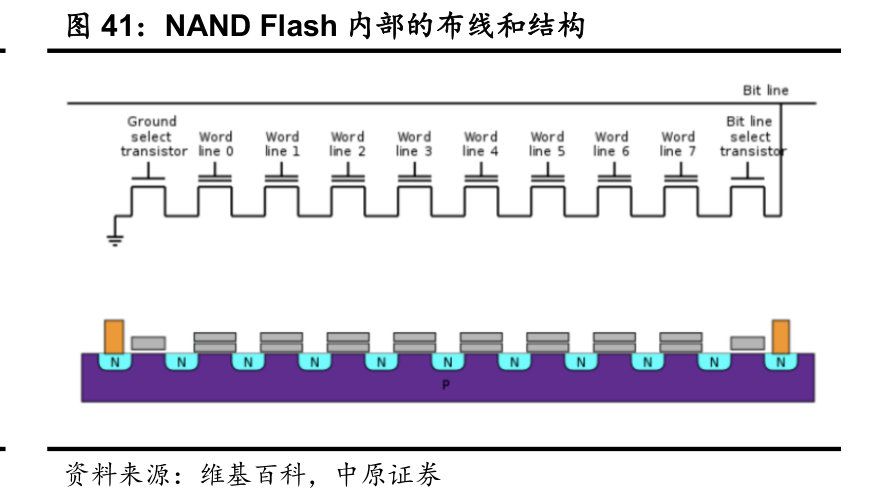 图 41：NAND Flash 内部的布线和结构
Bit line
Ground select transistor
Word line 0
Word line 1
Word line 2
Word line 3
Word line 4
Word line 5
Word line 6
Word line 7
Bit line select transistor
N N N N N N N N N N N
P
资料来源：维基百科，中原证券